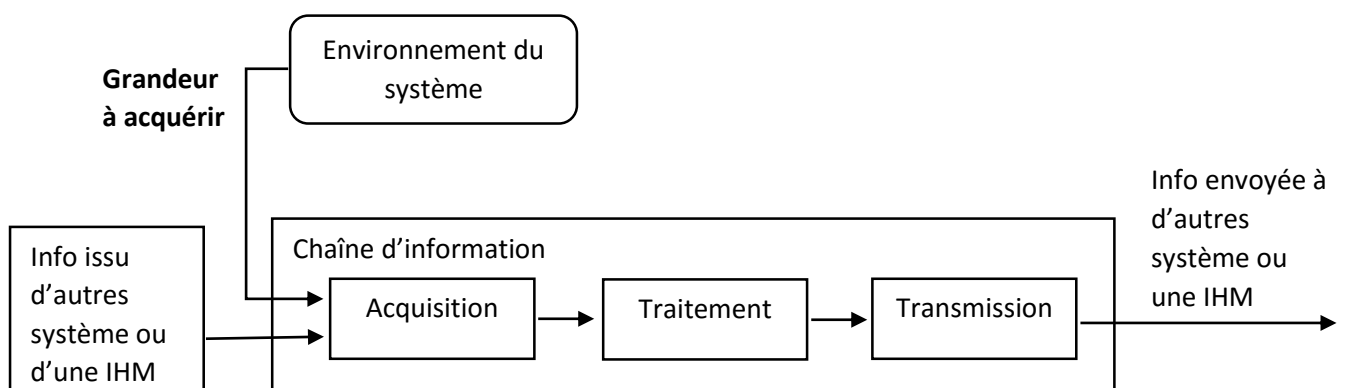 Environnement du
système
Grandeur
à acquérir
Info envoyée à
d’autres
système ou
une IHM
Chaîne d’information
Info issu
d’autres
système ou
d’une IHM
Acquisition
Traitement
Transmission